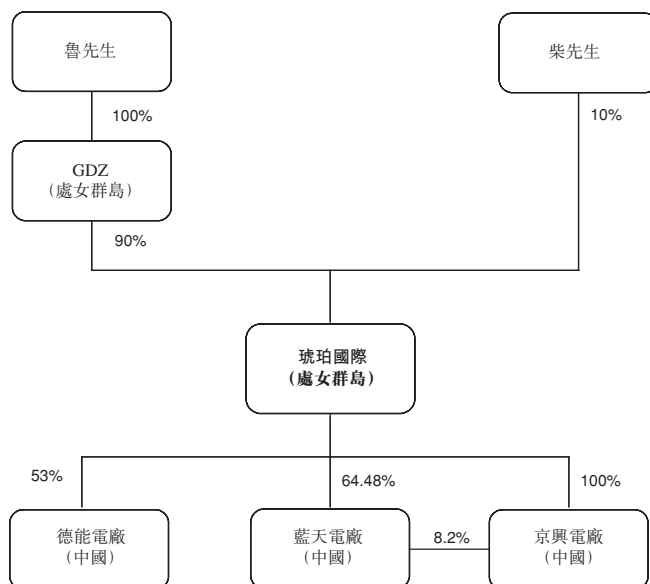 魯先生
柴先生
100%
10%
GDZ
(處女群島)
90%
琥珀國際
(處女群島)
53%
64.48%
100%
德能電廠
(中國)
藍天電廠
(中國)
8.2%
京興電廠
(中國)